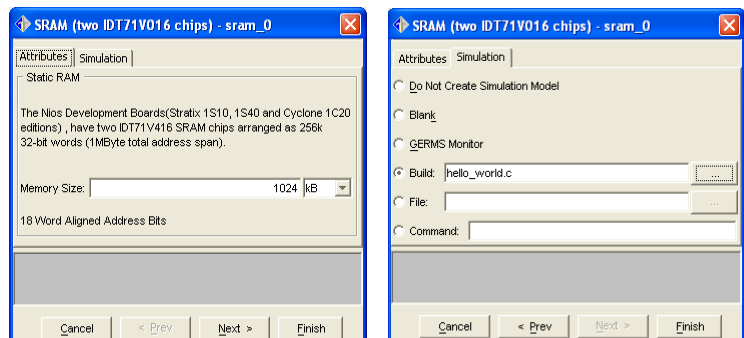 SRAM (two IDT71V016 chips) - sram_0
Attributes Simulation
Static RAM
The Nios Development Boards(Stratix 1S10, 1S40 and Cyclone 1C20
editions) , have two IDT71V416 SRAM chips arranged as 256k
32-bit words (1MByte total address span).
Memory Size: 1024 kB
18 Word Aligned Address Bits
Cancel < Prev Next > Finish
SRAM (two IDT71V016 chips) - sram_0
Attributes Simulation
Do Not Create Simulation Model
Blank
GERMS Monitor
Build: hello_world.c ...
File: ...
Command:
Cancel < Prev Next > Finish